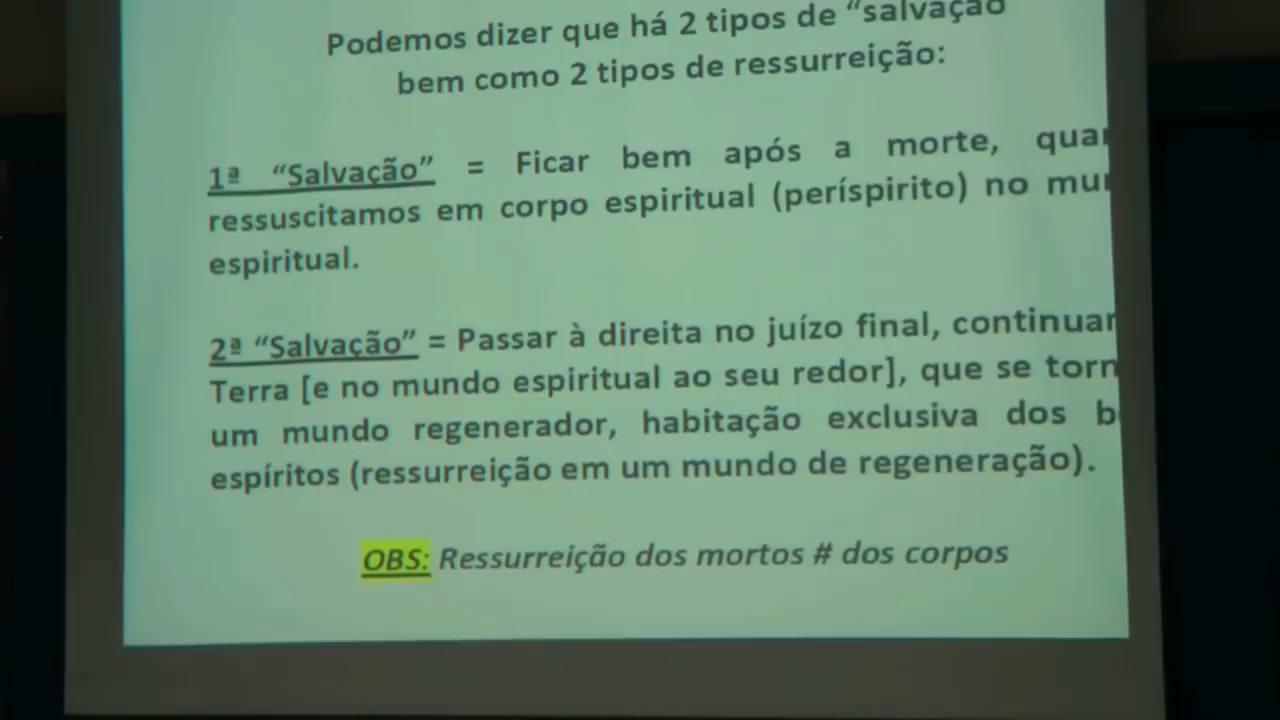 Podemos dizer que há 2 tipos de “salvação
bem como 2 tipos de ressurreição:
1ª “Salvação” = Ficar bem após a morte,
ressuscitamos em corpo espiritual (períspirito) no
espiritual.
2ª “Salvação” = Passar à direita no juízo final, continuar
Terra [e no mundo espiritual ao seu redor], que se
um mundo regenerador, habitação exclusiva dos
espíritos (ressurreição em um mundo de regeneração).
OBS: Ressurreição dos mortos # dos corpos